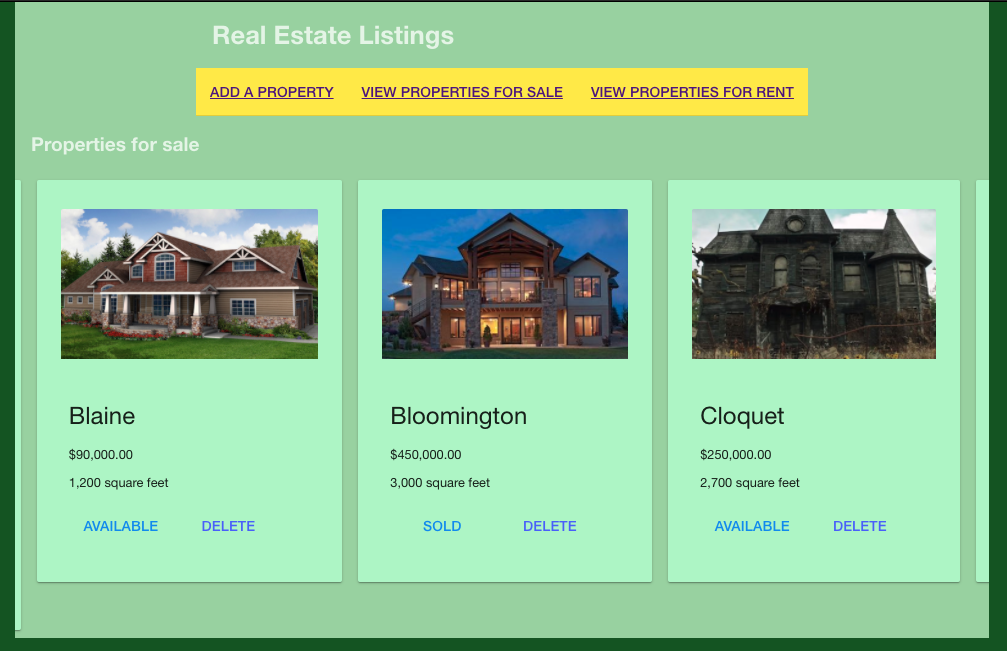 Real Estate Listings
ADD A PROPERTY VIEW PROPERTIES FOR SALE VIEW PROPERTIES FOR RENT
Properties for sale
Blaine
$90,000.00
1,200 square feet
AVAILABLE DELETE
Bloomington
$450,000.00
3,000 square feet
SOLD DELETE
Cloquet
$250,000.00
2,700 square feet
AVAILABLE DELETE